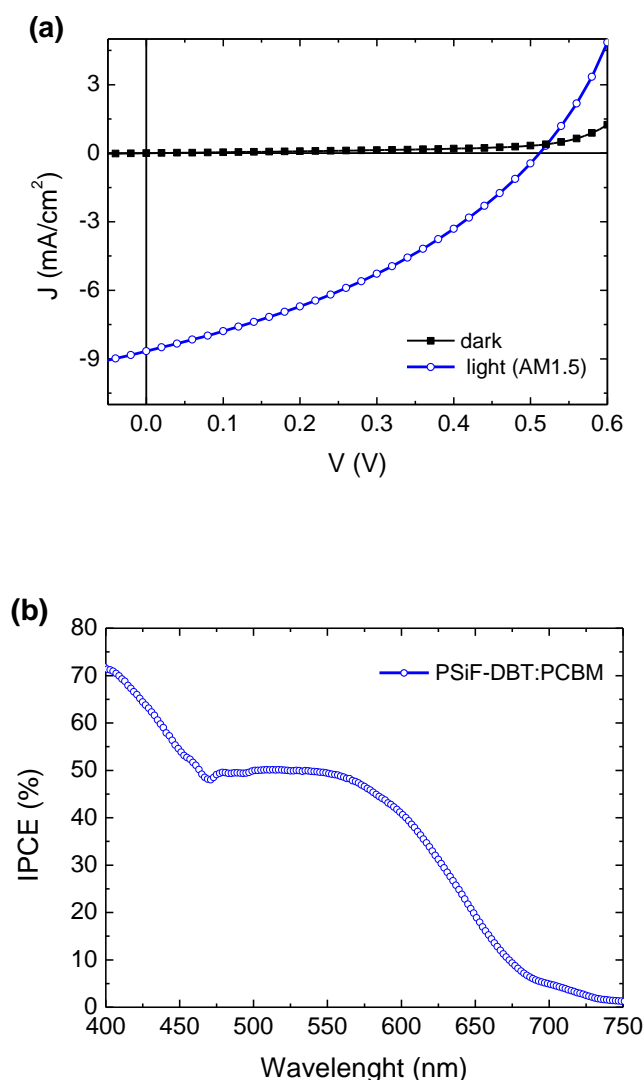 (a)
3
0
-3
-6
-9
J (mA/cm²)
dark
light (AM1.5)
0.0 0.1 0.2 0.3 0.4 0.5 0.6
V (V)
(b)
80
70
60
50
40
30
20
10
0
IPCE (%)
PSiF-DBT:PCBM
400 450 500 550 600 650 700 750
Wavelenght (nm)